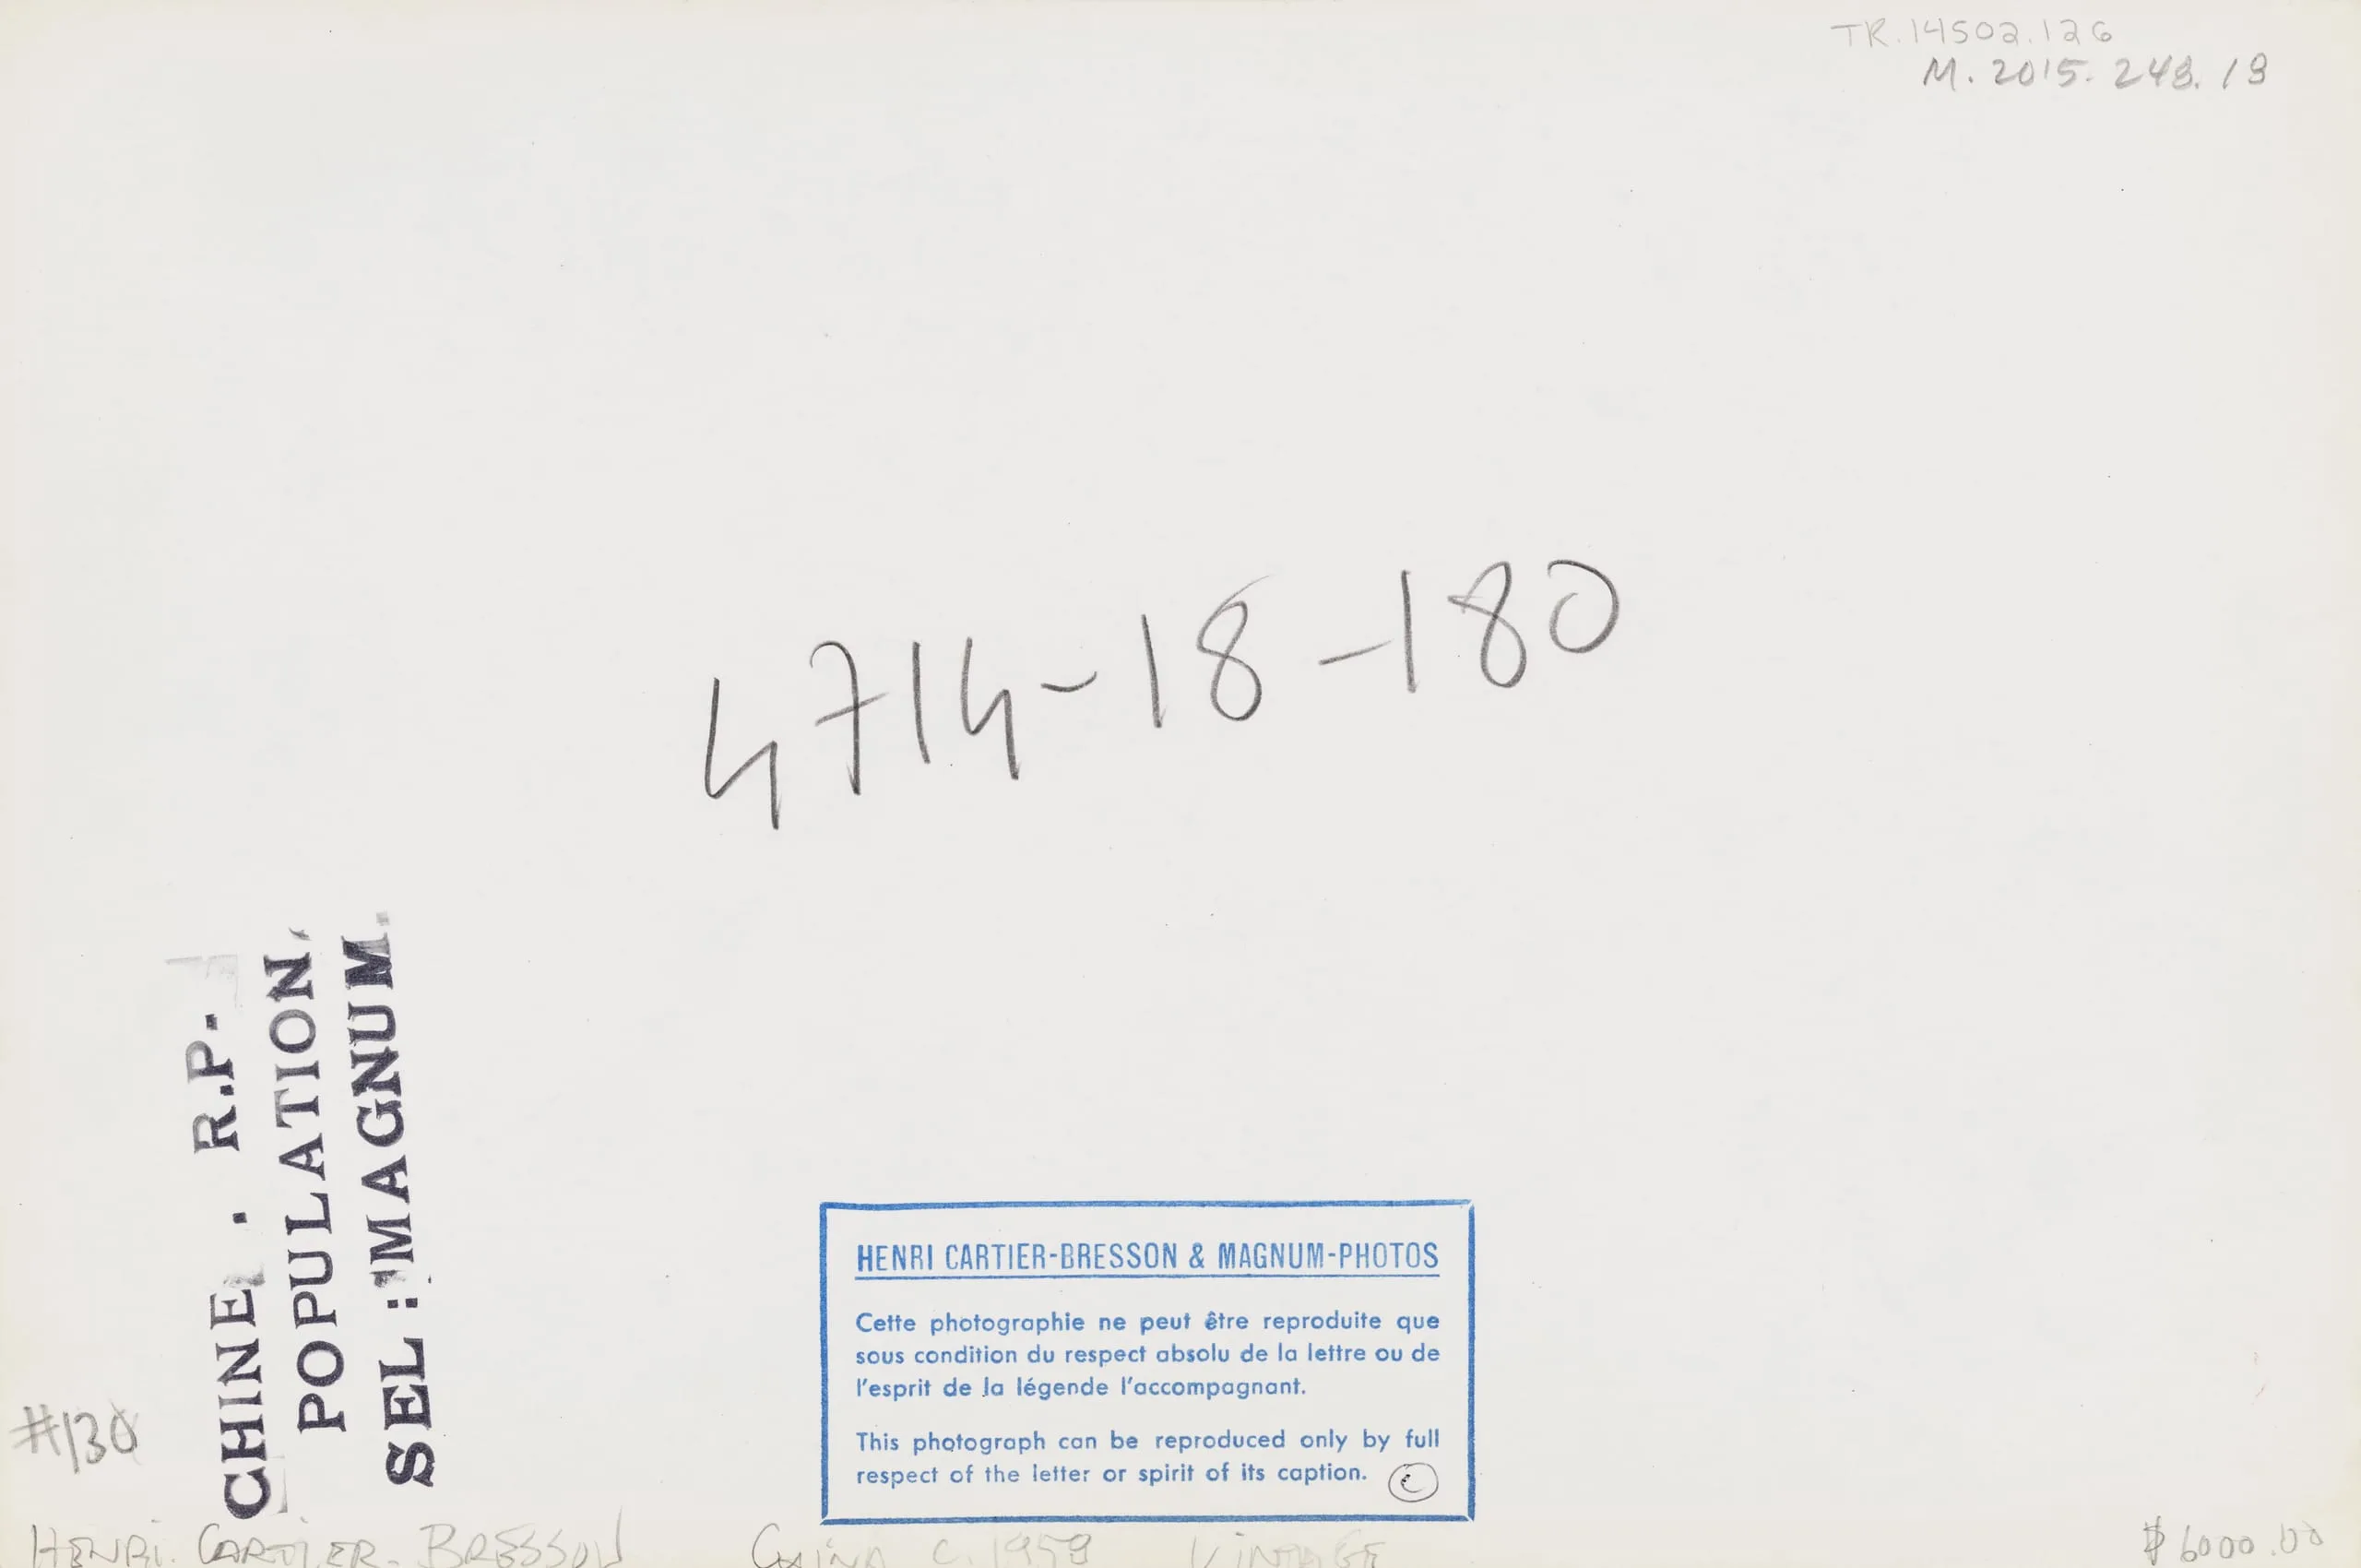 TR.14502.126
M. 2015. 248. 13
4714-18-180
CHINE . R.P.
POPULATION.
SEL : MAGNUM.
HENRI CARTIER-BRESSON & MAGNUM-PHOTOS
Cette photographie ne peut être reproduite que
sous condition du respect absolu de la lettre ou de
l'esprit de la légende l'accompagnant.
This photograph can be reproduced only by full
respect of the letter or spirit of its caption. ©
#130
HENRI. CARTIER-BRESSON CHINA C. 1959 VINTAGE $6000.00